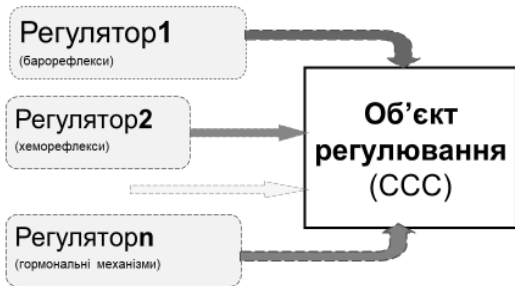 Регулятор1
(барорефлекси)
Регулятор2
(хеморефлекси)
Об’єкт
регулювання
(ССС)
Регуляторn
(гормональні механізми)